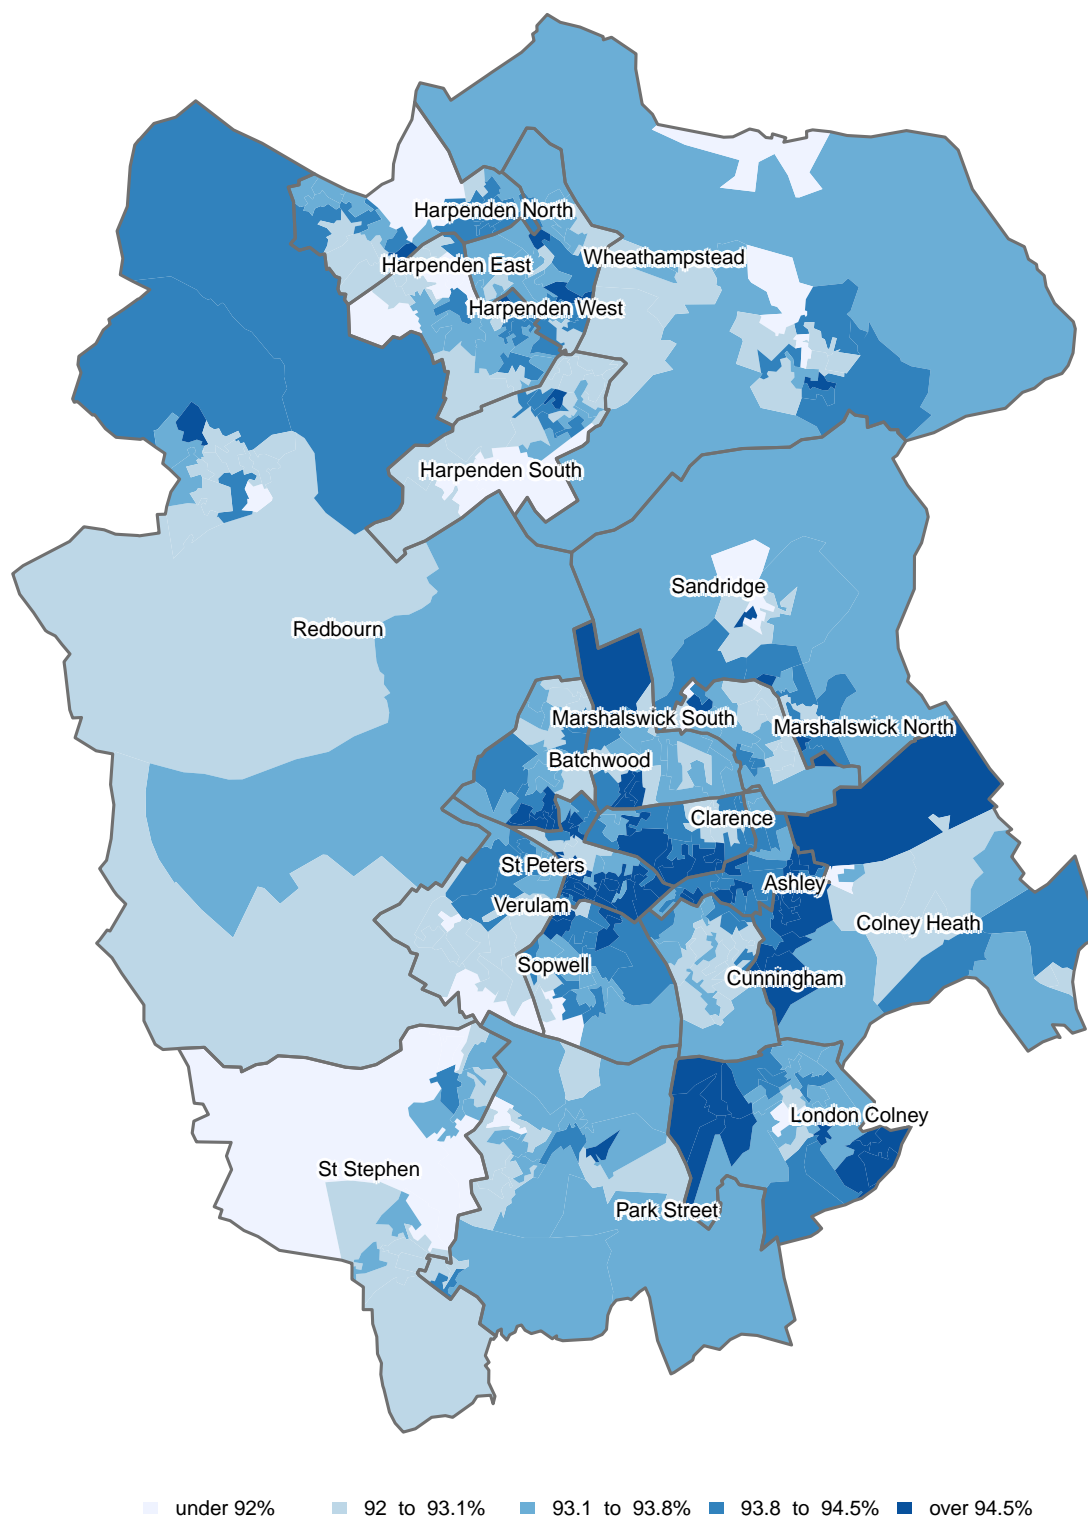 Harpenden North
Wheathampstead
Harpenden East
Harpenden West
Harpenden South
Sandridge
Redbourn
Marshalswick South
Marshalswick North
Batchwood
Clarence
St Peters
Ashley
Verulam
Colney Heath
Sopwell
Cunningham
London Colney
St Stephen
Park Street
under 92% 92 to 93.1% 93.1 to 93.8% 93.8 to 94.5% over 94.5%